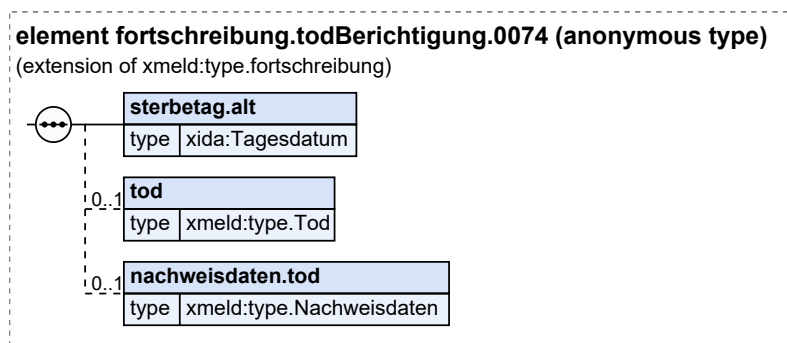 element fortschreibung.todBerichtigung.0074 (anonymous type)
(extension of xmeld:type.fortschreibung)
sterbetag.alt
type xida:Tagesdatum
0..1 tod
type xmeld:type.Tod
0..1 nachweisdaten.tod
type xmeld:type.Nachweisdaten